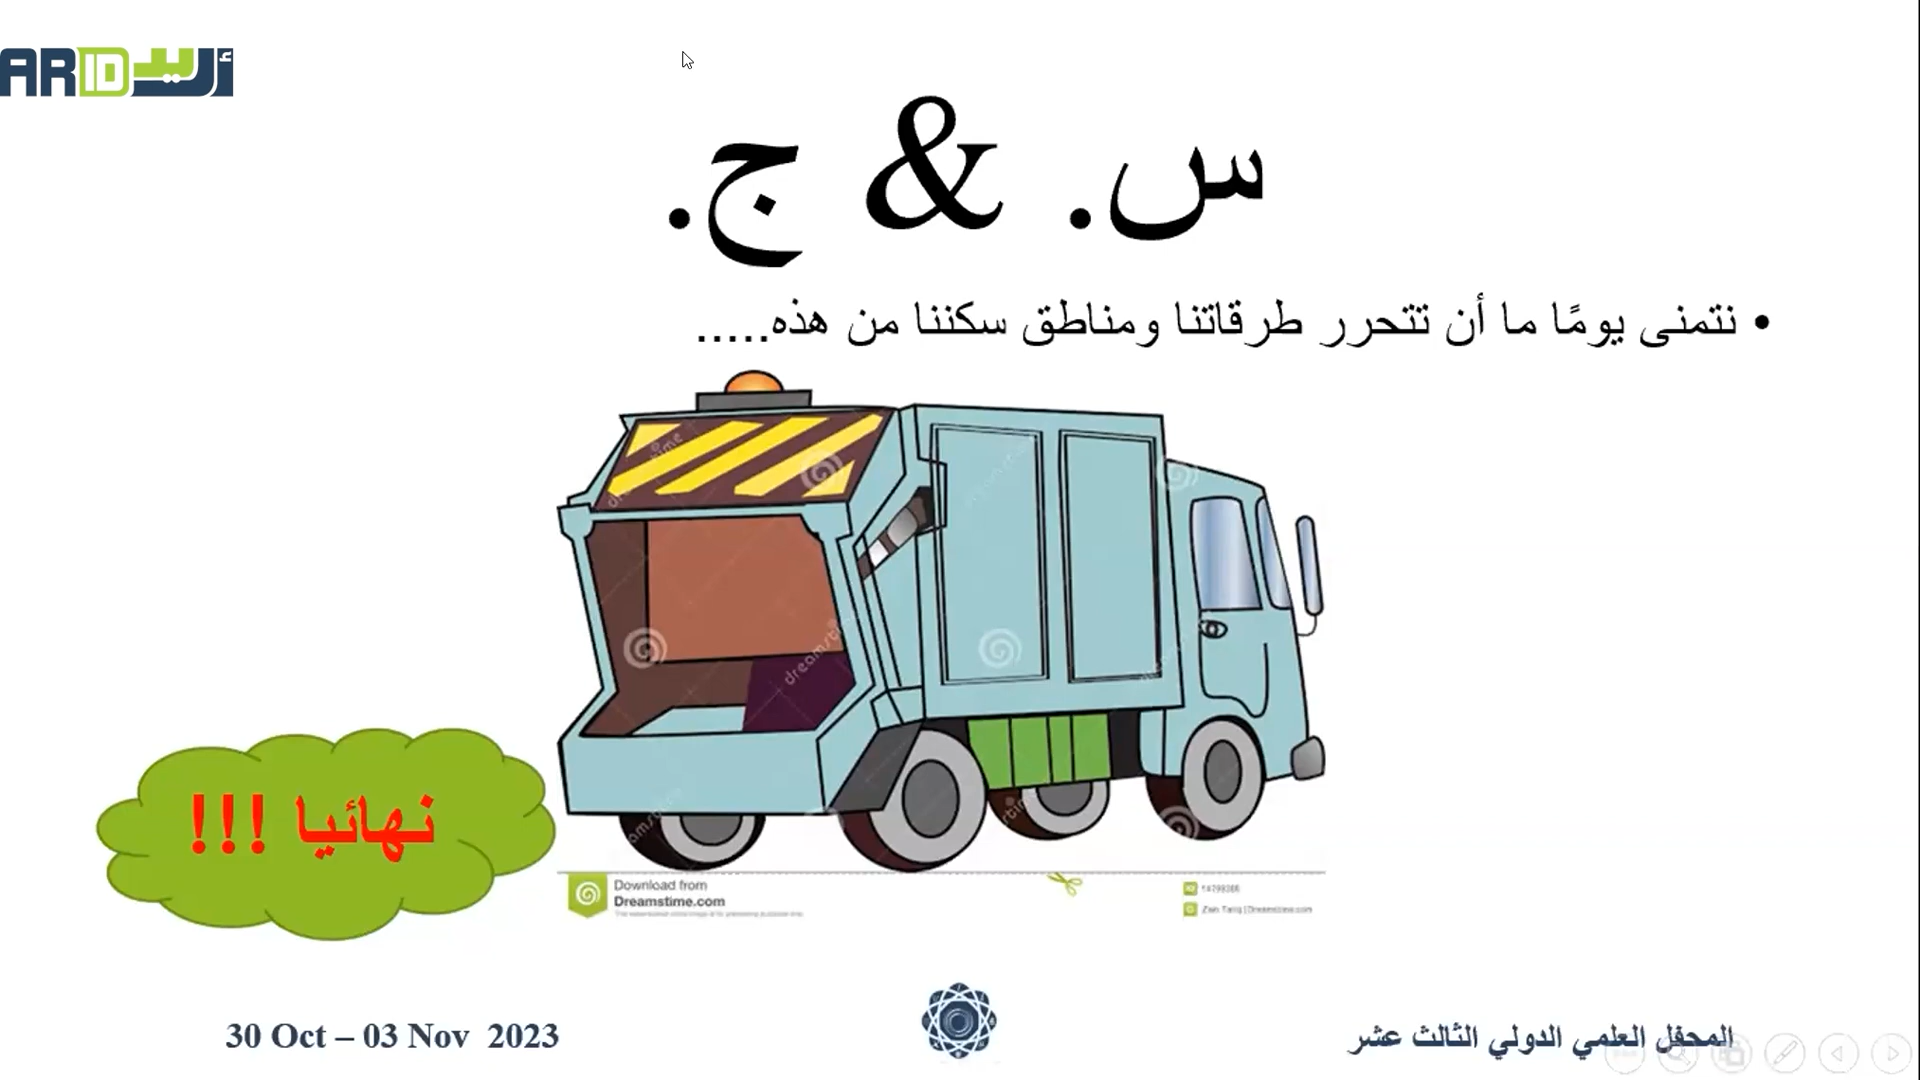 ARID أريد
س. & ج.
• نتمنى يومًا ما أن تتحرر طرقاتنا ومناطق سكننا من هذه.....
نهائيا !!!
Download from
Dreamstime.com
30 Oct – 03 Nov 2023
المحفل العلمي الدولي الثالث عشر